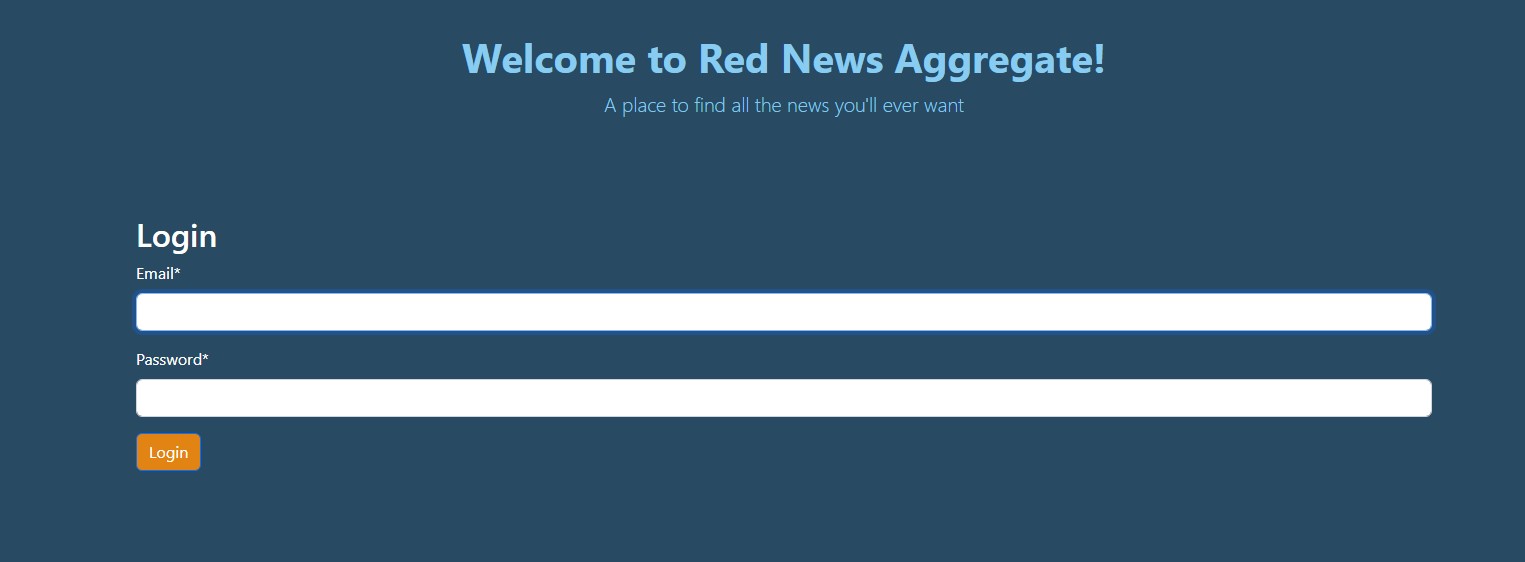 Welcome to Red News Aggregate!
A place to find all the news you'll ever want
Login
Email*
Password*
Login